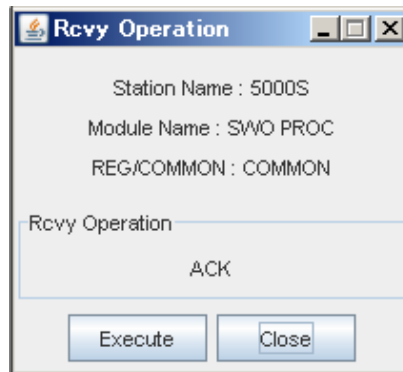 Rcvy Operation
Station Name : 5000S
Module Name : SWO PROC
REG/COMMON : COMMON
Rcvy Operation
ACK
Execute Close